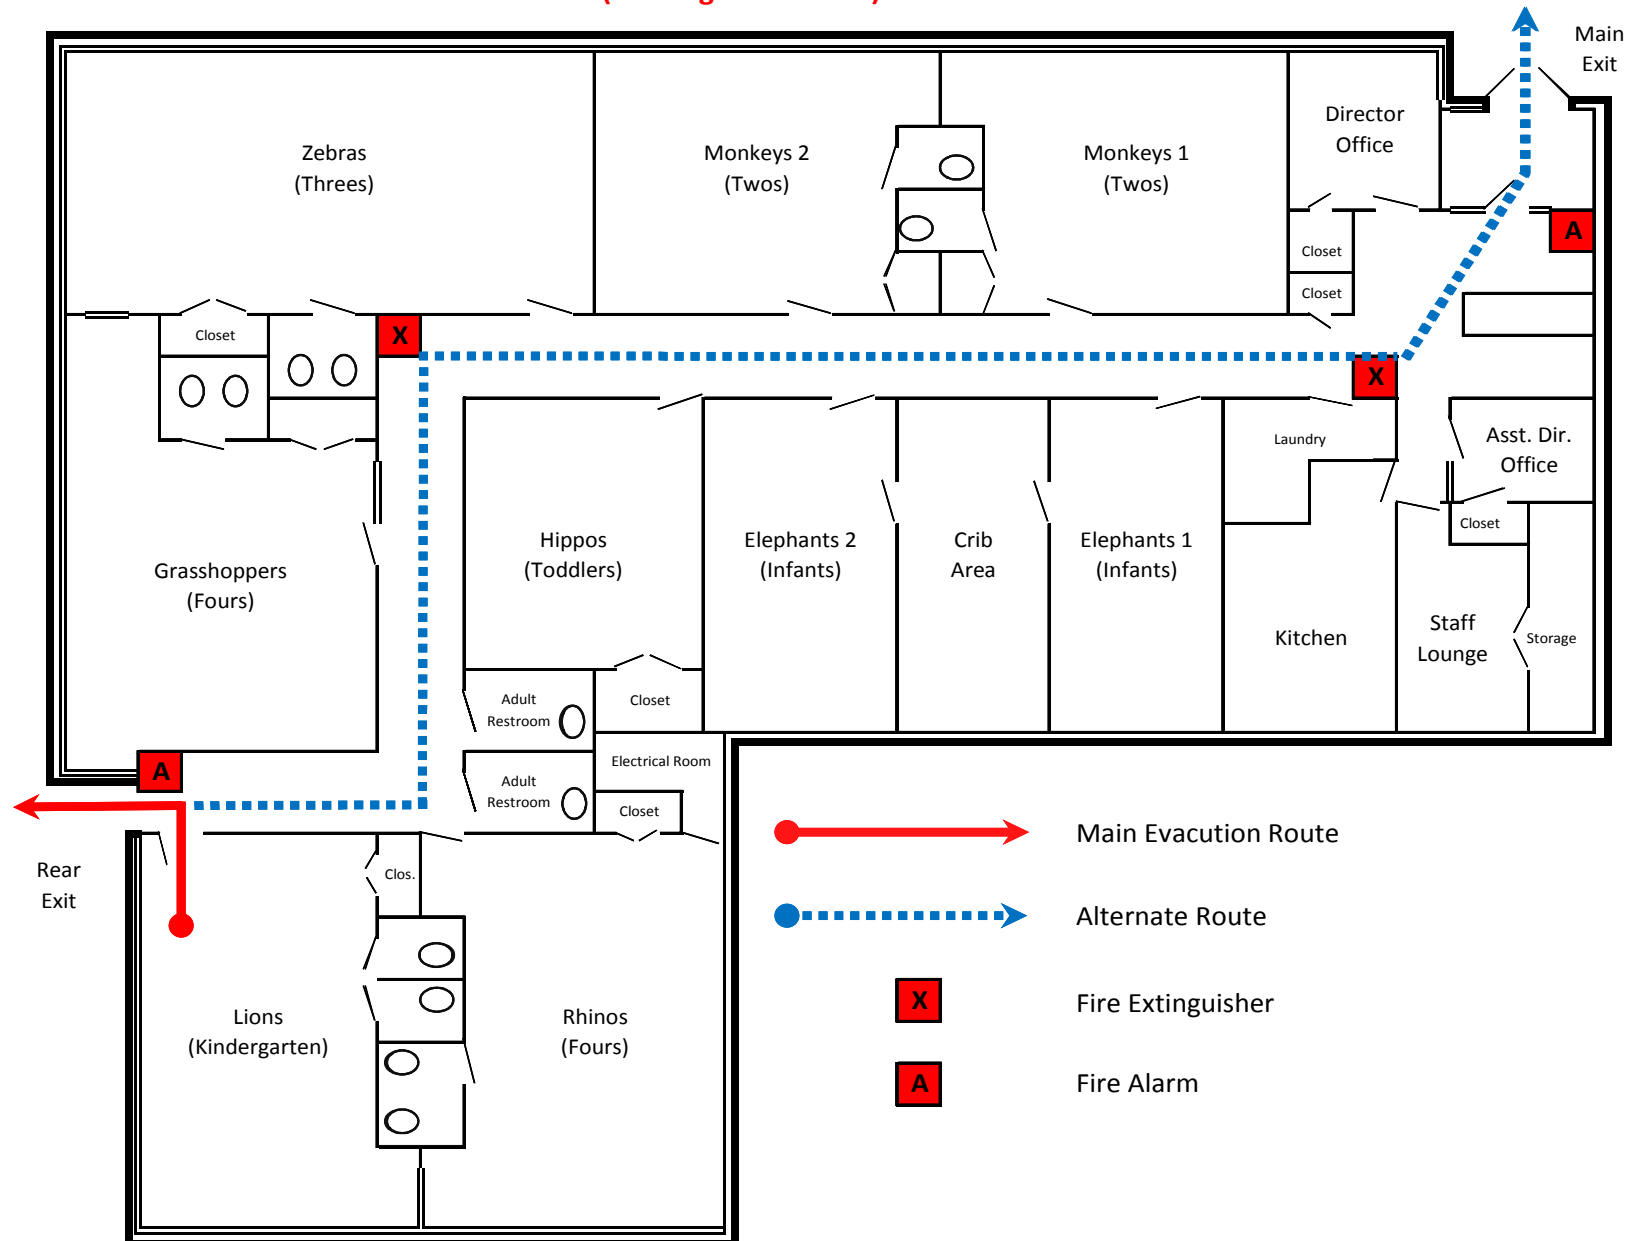 Main
Exit
Director
Office
Zebras
(Threes)
Monkeys 2
(Twos)
Monkeys 1
(Twos)
A
Closet
Closet
Closet
X
X
Laundry
Asst. Dir.
Office
Closet
Grasshoppers
(Fours)
Hippos
(Toddlers)
Elephants 2
(Infants)
Crib
Area
Elephants 1
(Infants)
Kitchen
Staff
Lounge
Storage
Adult
Restroom
Closet
A
Electrical Room
Adult
Restroom
Closet
Rear
Exit
Clos.
Lions
(Kindergarten)
Rhinos
(Fours)
Main Evacution Route
Alternate Route
X
Fire Extinguisher
A
Fire Alarm